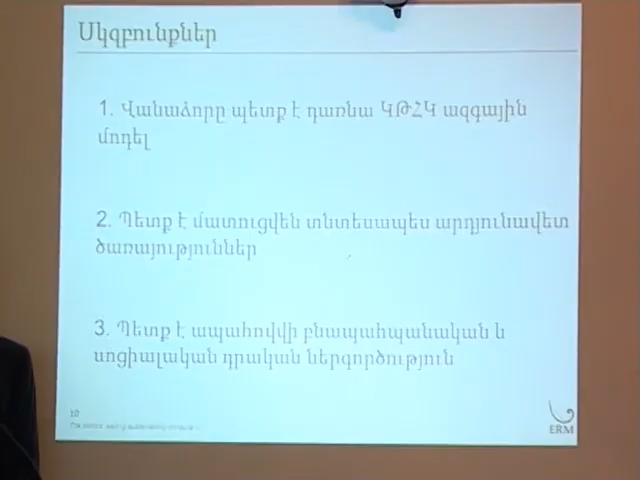 Սկզբունքներ
1. Վանաձորը պետք է դառնա ԿԹՀԿ ազգային
մոդել
2. Պետք է մատուցվեն տնտեսապես արդյունավետ
ծառայություններ
3. Պետք է ապահովվի բնապահպանական և
սոցիալական դրական ներգործություն
10
ERM